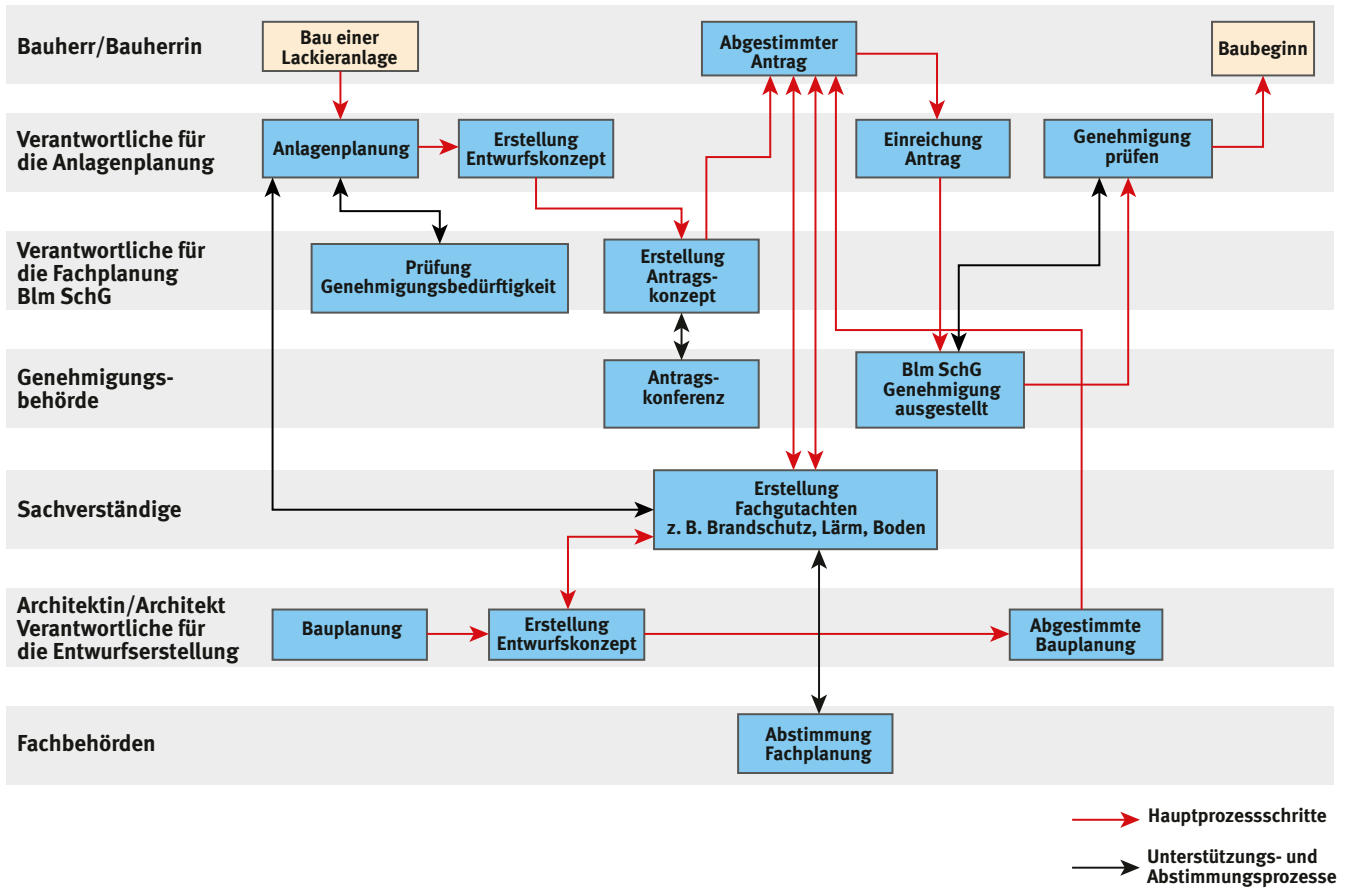 Bauherr/Bauherrin
Bau einer
Lackieranlage
Abgestimmter
Antrag
Baubeginn
Verantwortliche für
die Anlagenplanung
Anlagenplanung
Erstellung
Entwurfskonzept
Einreichung
Antrag
Genehmigung
prüfen
Verantwortliche für
die Fachplanung
Blm SchG
Prüfung
Genehmigungsbedürftigkeit
Erstellung
Antrags-
konzept
Genehmigungs-
behörde
Antrags-
konferenz
Blm SchG
Genehmigung
ausgestellt
Sachverständige
Erstellung
Fachgutachten
z. B. Brandschutz, Lärm, Boden
Architektin/Architekt
Verantwortliche für
die Entwurfserstellung
Bauplanung
Erstellung
Entwurfskonzept
Abgestimmte
Bauplanung
Fachbehörden
Abstimmung
Fachplanung
Hauptprozessschritte
Unterstützungs- und
Abstimmungsprozesse